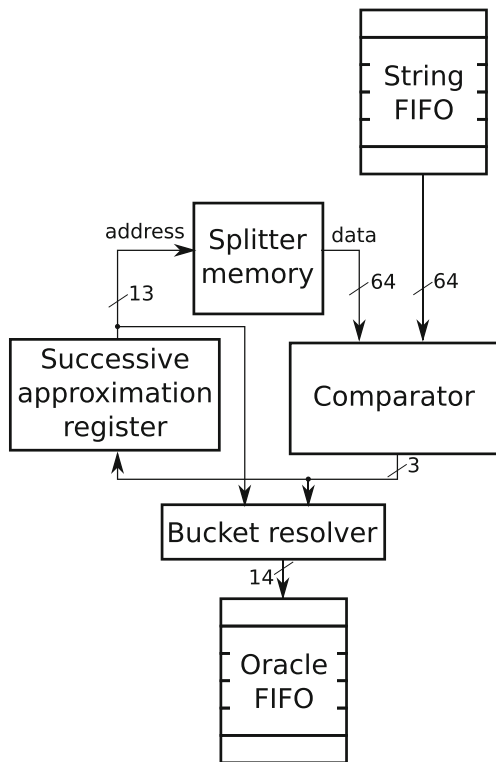 String
FIFO
address
Splitter
memory
data
64
64
13
Successive
approximation
register
Comparator
3
Bucket resolver
14
Oracle
FIFO